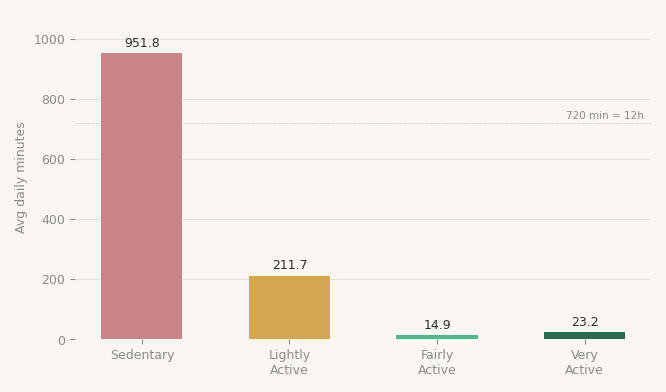 1000
951.8
800
720 min = 12h
600
400
211.7
200
14.9
23.2
0
Avg daily minutes
Sedentary
Lightly
Active
Fairly
Active
Very
Active